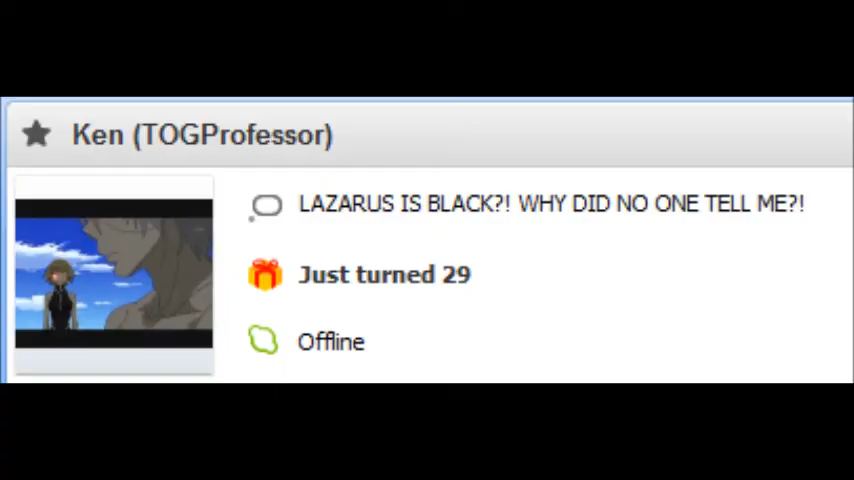 Ken (TOGProfessor)
LAZARUS IS BLACK?! WHY DID NO ONE TELL ME?!
Just turned 29
Offline